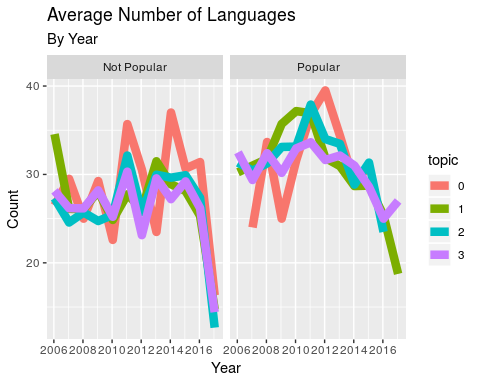 Average Number of Languages
By Year
Not Popular
Popular
40
30
20
Count
2006 2008 2010 2012 2014 2016
2006 2008 2010 2012 2014 2016
Year
topic
0
1
2
3